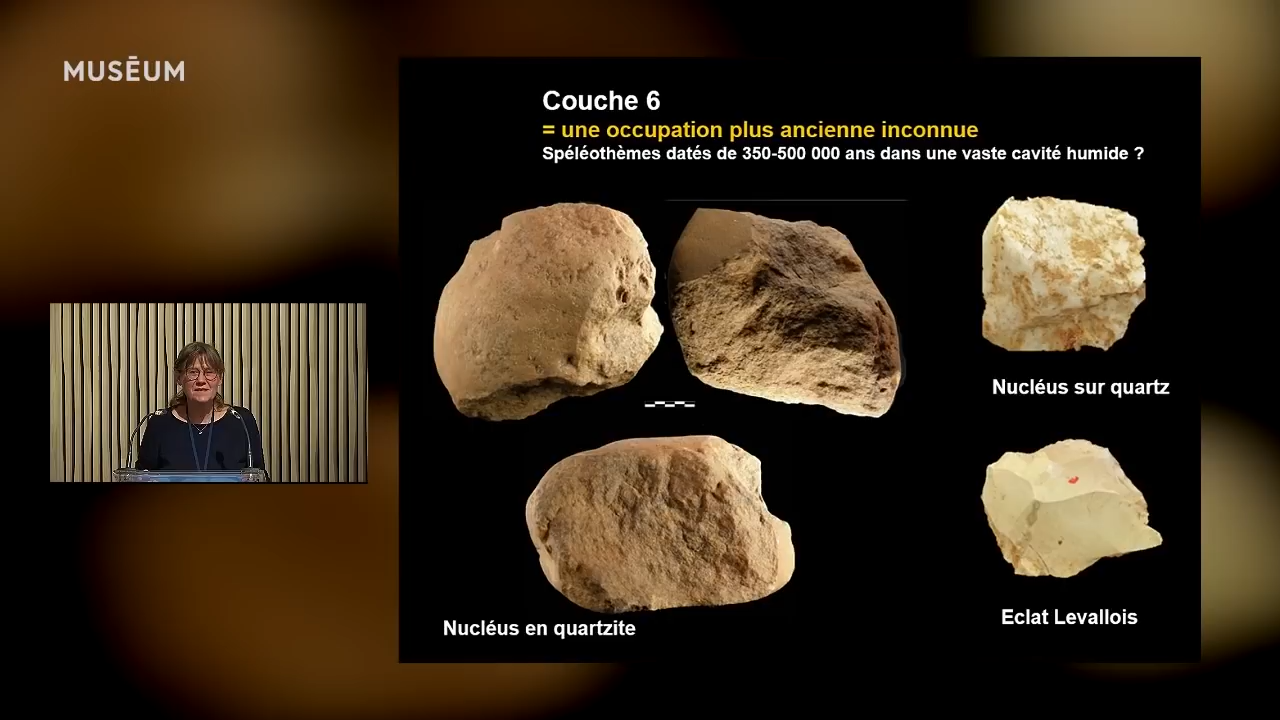 MUSĒUM
Couche 6
= une occupation plus ancienne inconnue
Spéléothèmes datés de 350-500 000 ans dans une vaste cavité humide ?
Nucléus sur quartz
Eclat Levallois
Nucléus en quartzite